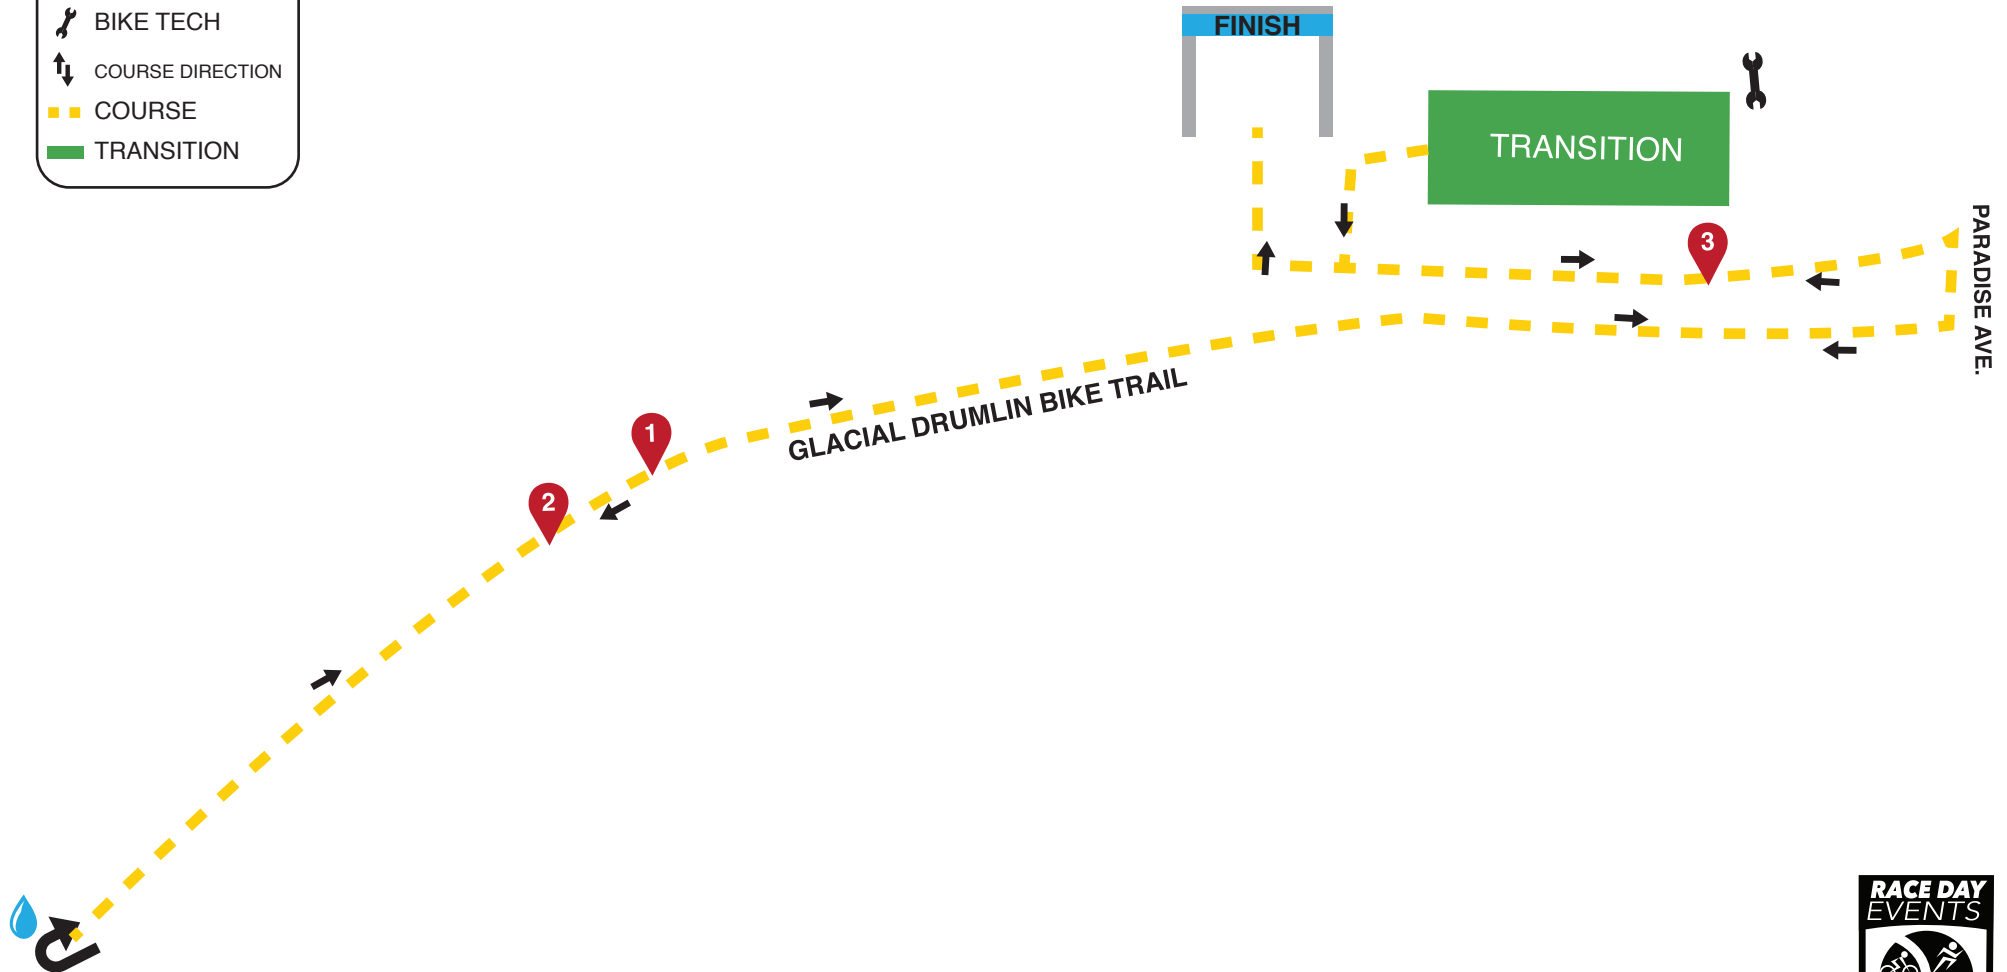 BIKE TECH
COURSE DIRECTION
COURSE
TRANSITION
FINISH
TRANSITION
3
PARADISE AVE.
GLACIAL DRUMLIN BIKE TRAIL
1
2
RACE DAY
EVENTS